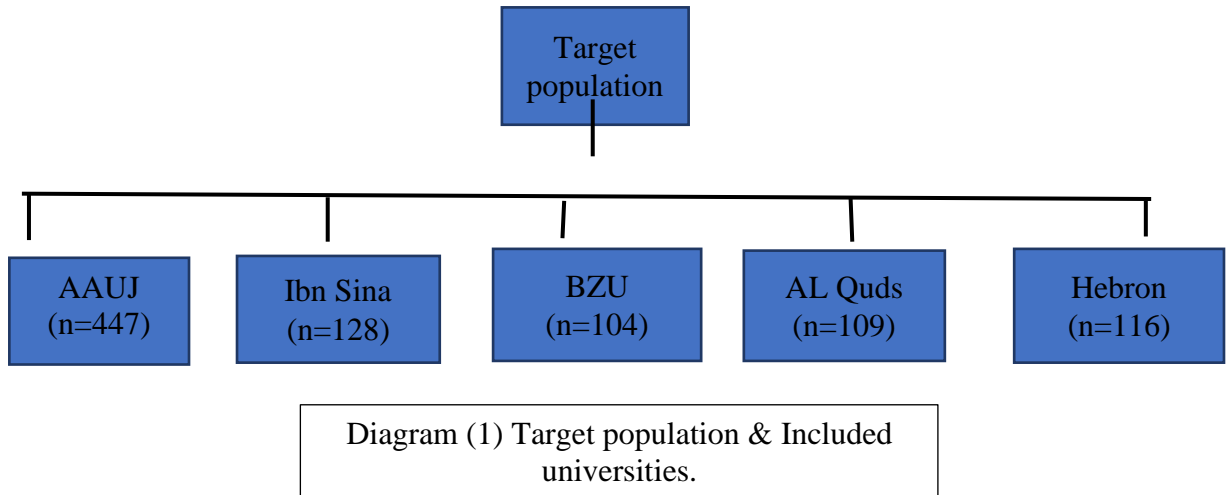 Target
population
AAUJ
(n=447)
Ibn Sina
(n=128)
BZU
(n=104)
AL Quds
(n=109)
Hebron
(n=116)
Diagram (1) Target population & Included
universities.